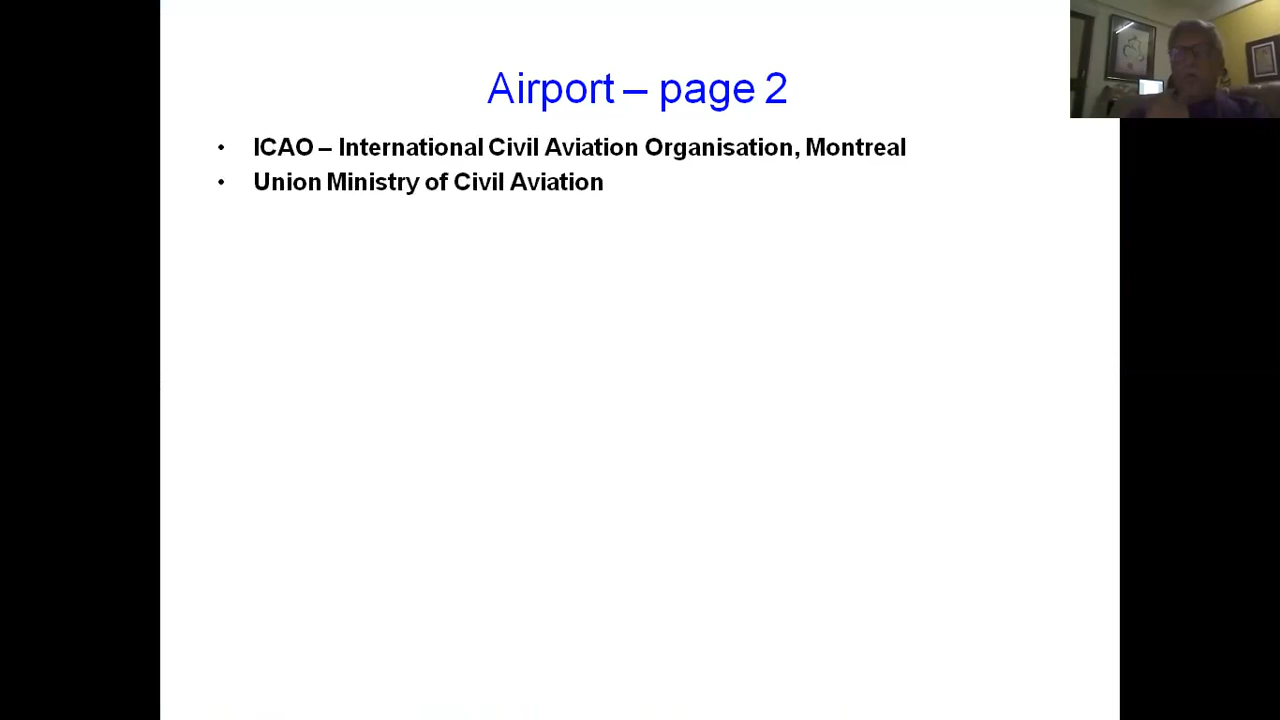 Airport – page 2
• ICAO – International Civil Aviation Organisation, Montreal
• Union Ministry of Civil Aviation